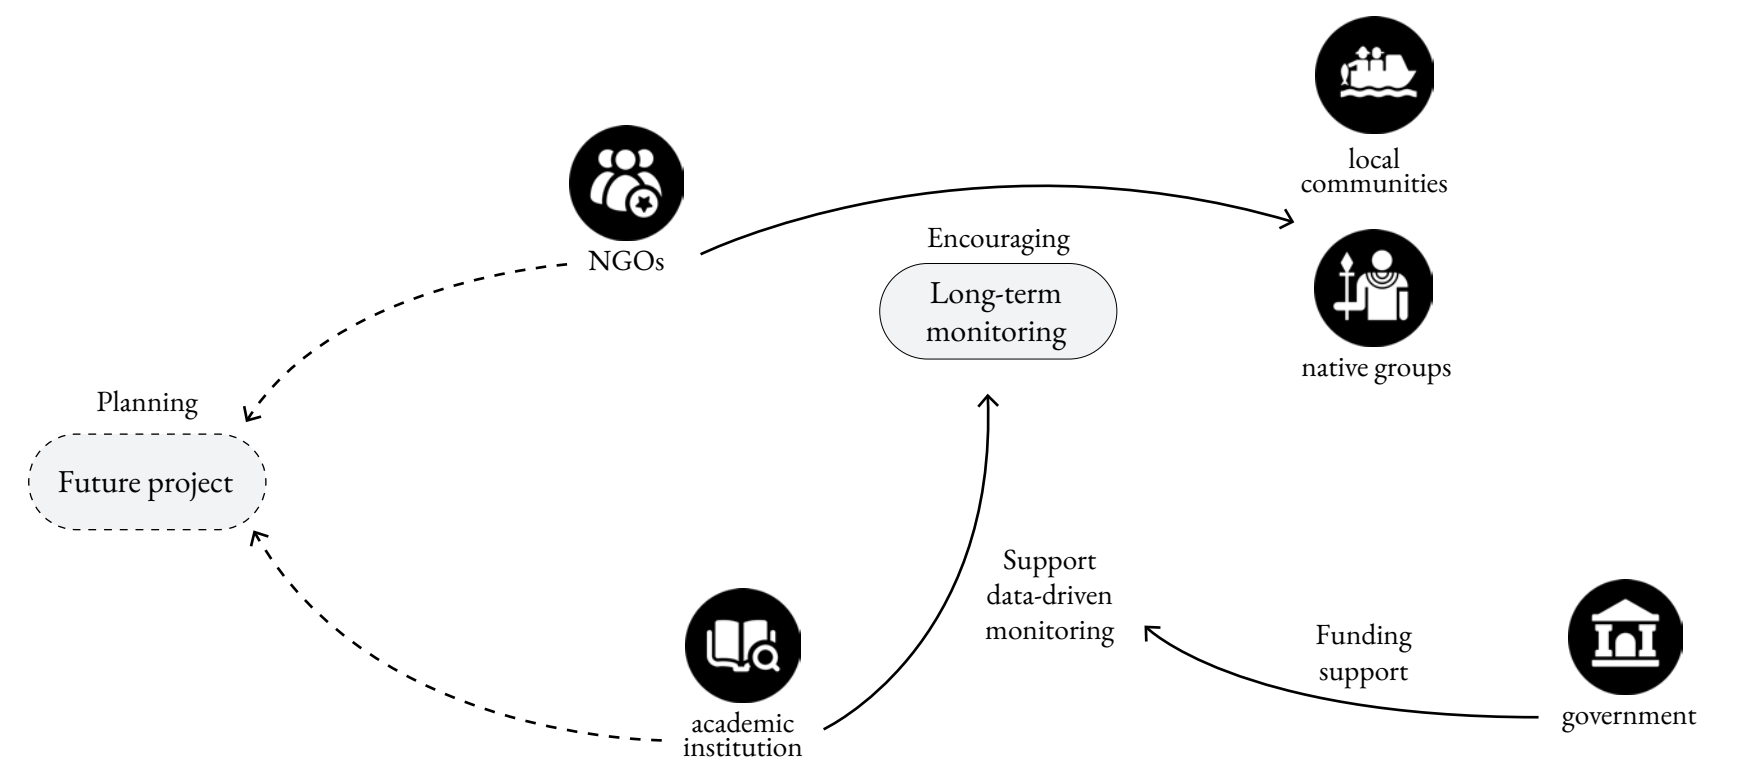 local
communities
NGOs
Encouraging
Long-term
monitoring
native groups
Planning
Future project
Support
data-driven
monitoring
Funding
support
academic
institution
government